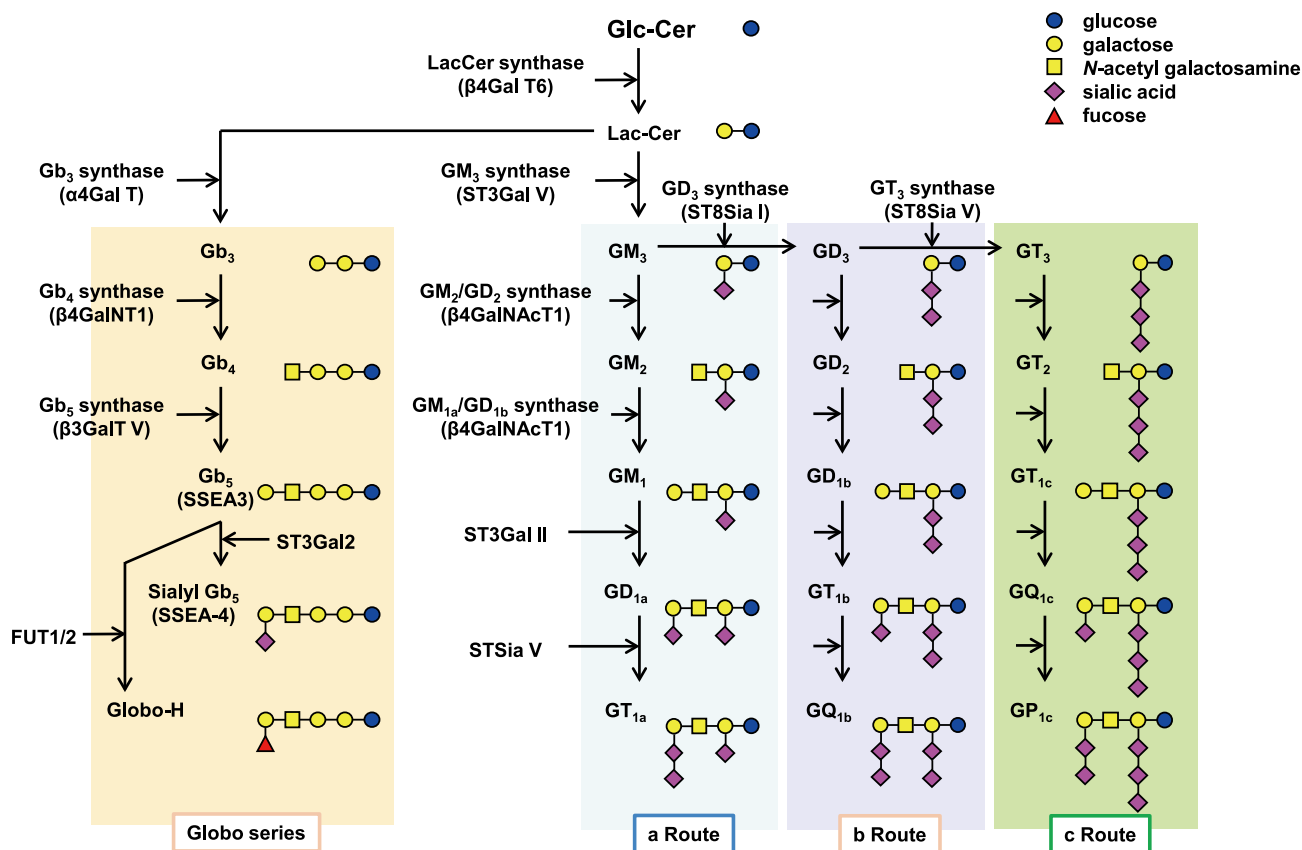 Glc-Cer
glucose
galactose
N-acetyl galactosamine
sialic acid
fucose
LacCer synthase
(β4Gal T6)
Lac-Cer
Gb3 synthase
(α4Gal T)
GM3 synthase
(ST3Gal V)
GD3 synthase
(ST8Sia I)
GT3 synthase
(ST8Sia V)
Gb3
GM3
GD3
GT3
Gb4 synthase
(β4GalNT1)
GM2/GD2 synthase
(β4GalNAcT1)
Gb4
GM2
GD2
GT2
Gb5 synthase
(β3GalT V)
GM1a/GD1b synthase
(β4GalNAcT1)
Gb5
(SSEA3)
GM1
GD1b
GT1c
ST3Gal2
ST3Gal II
Sialyl Gb5
(SSEA-4)
GD1a
GT1b
GQ1c
FUT1/2
STSia V
Globo-H
GT1a
GQ1b
GP1c
Globo series
a Route
b Route
c Route